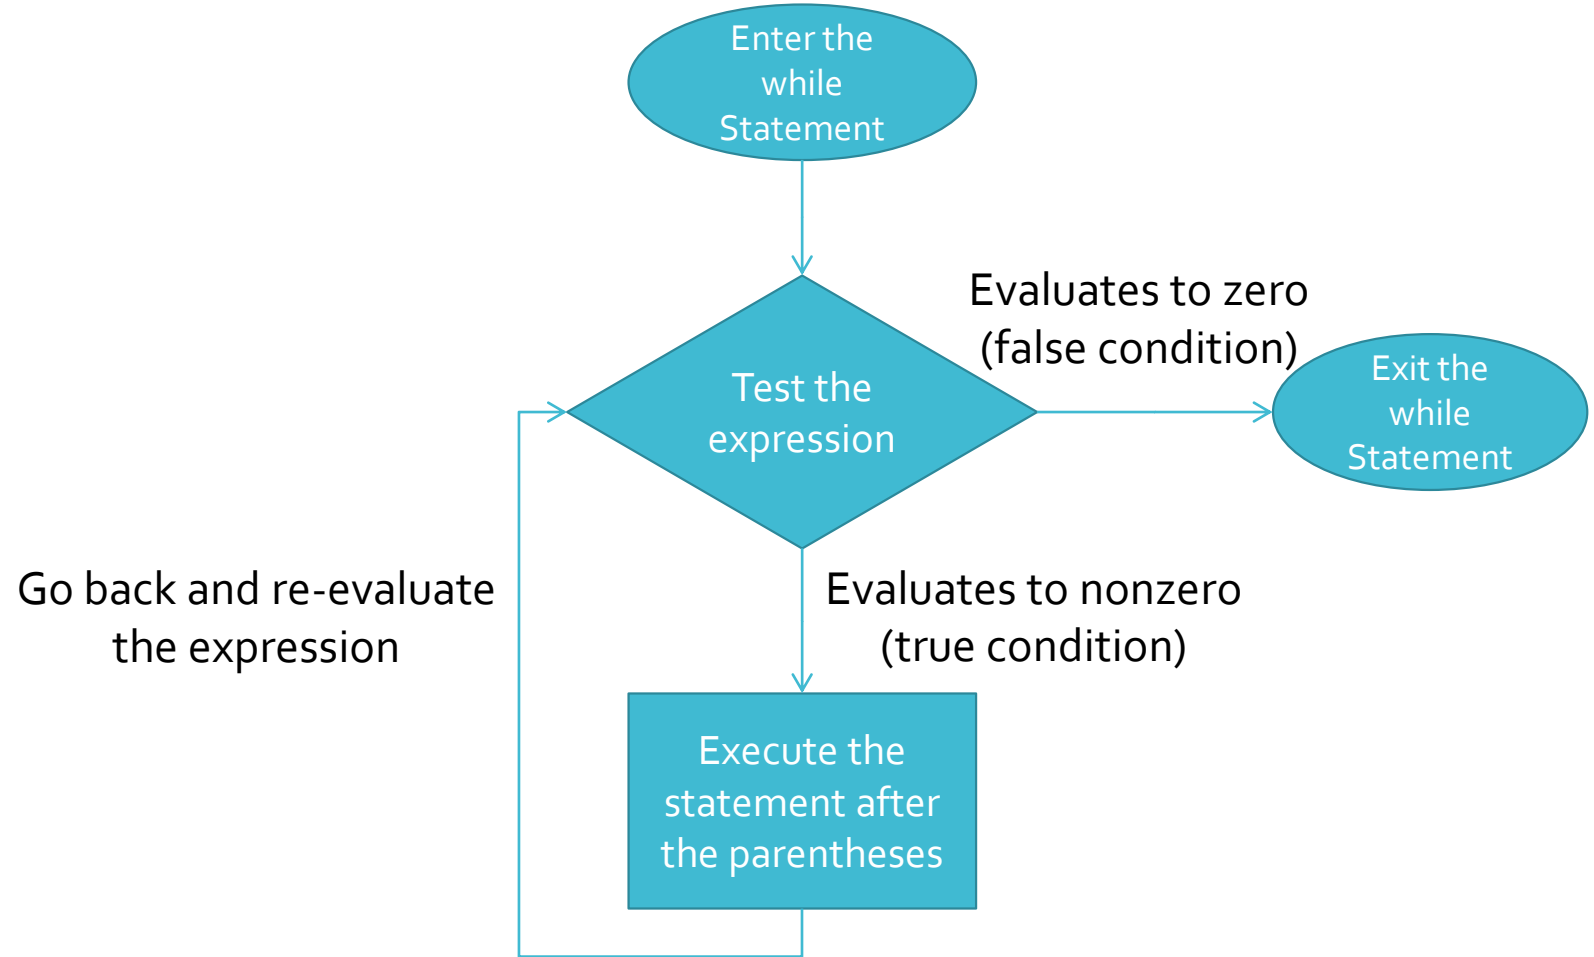 Enter the
while
Statement
Evaluates to zero
(false condition)
Test the
expression
Exit the
while
Statement
Go back and re-evaluate
the expression
Evaluates to nonzero
(true condition)
Execute the
statement after
the parentheses